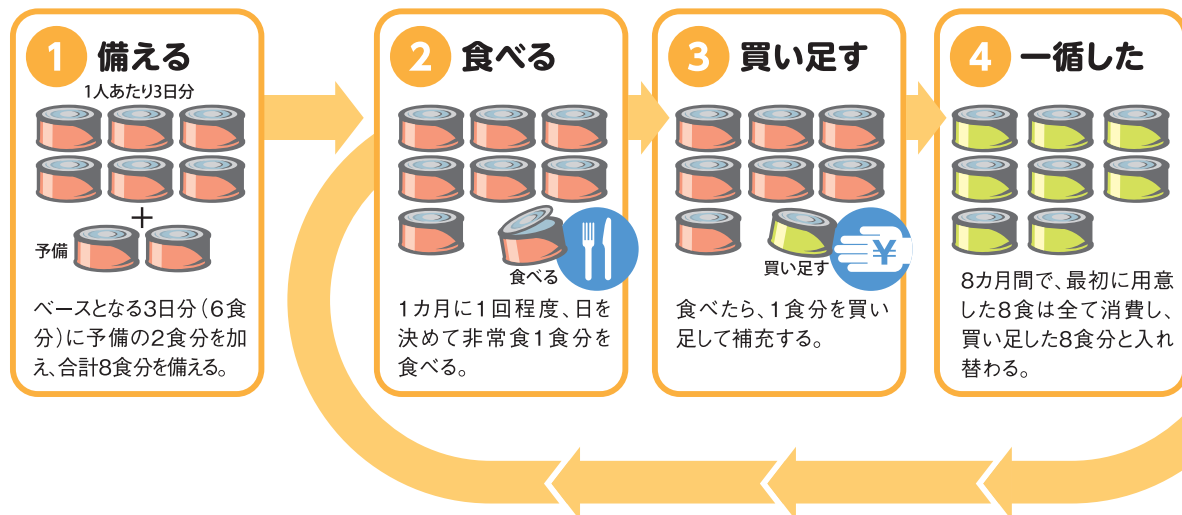 1 備える
1人あたり3日分
+
予備
ベースとなる3日分(6食
分)に予備の2食分を加
え、合計8食分を備える。
2 食べる
食べる
1カ月に1回程度、日を
決めて非常食1食分を
食べる。
3 買い足す
買い足す
¥
食べたら、1食分を買い
足して補充する。
4 一循した
8カ月間で、最初に用意
した8食は全て消費し、
買い足した8食分と入れ
替わる。